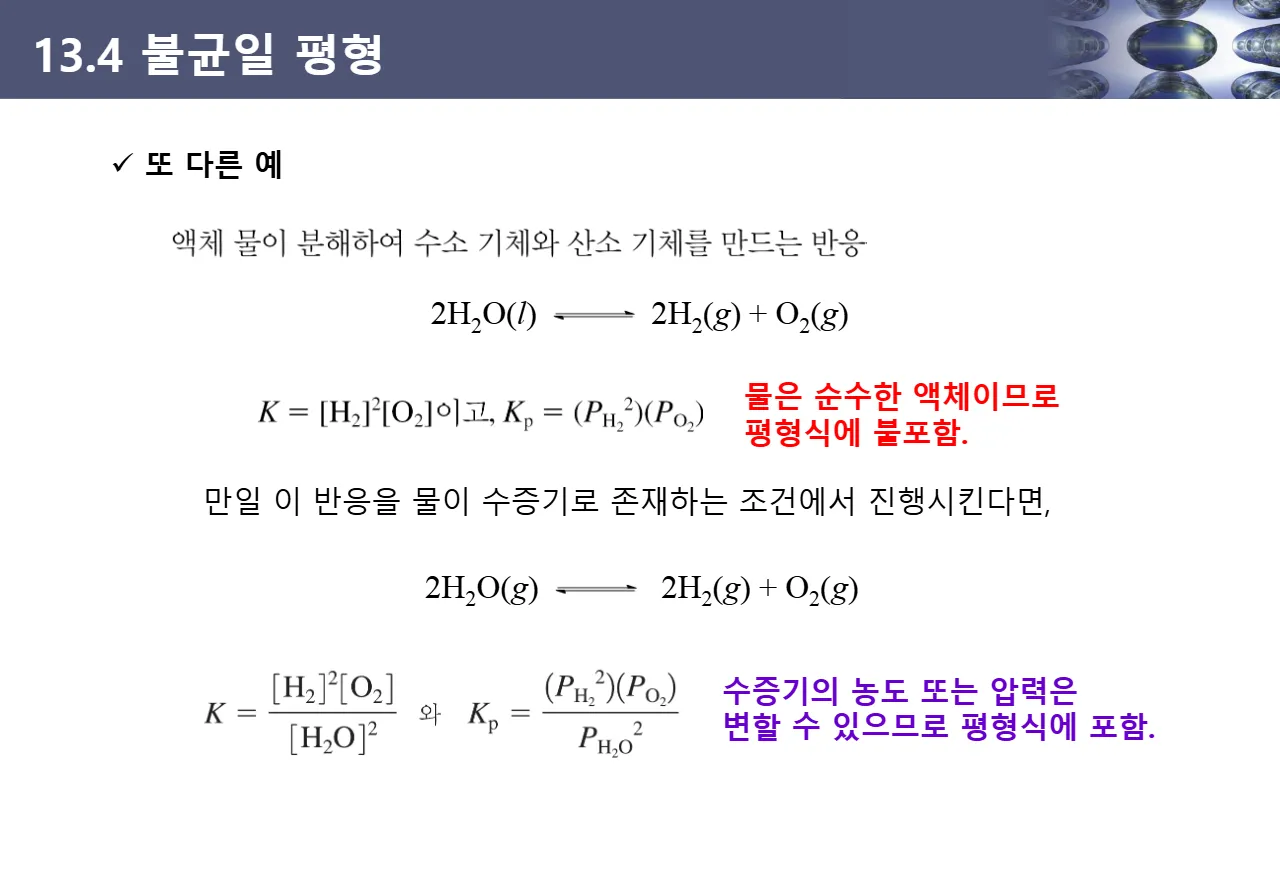 13.4 불균일 평형
✓ 또 다른 예
액체 물이 분해하여 수소 기체와 산소 기체를 만드는 반응
2H₂O(l) ⇌ 2H₂(g) + O₂(g)
K = [H₂]²[O₂]이고, Kₚ = (P_H₂²)(P_O₂)
물은 순수한 액체이므로
평형식에 불포함.
만일 이 반응을 물이 수증기로 존재하는 조건에서 진행시킨다면,
2H₂O(g) ⇌ 2H₂(g) + O₂(g)
K = [H₂]²[O₂] / [H₂O]² 와 Kₚ = (P_H₂²)(P_O₂) / P_H₂O²
수증기의 농도 또는 압력은
변할 수 있으므로 평형식에 포함.